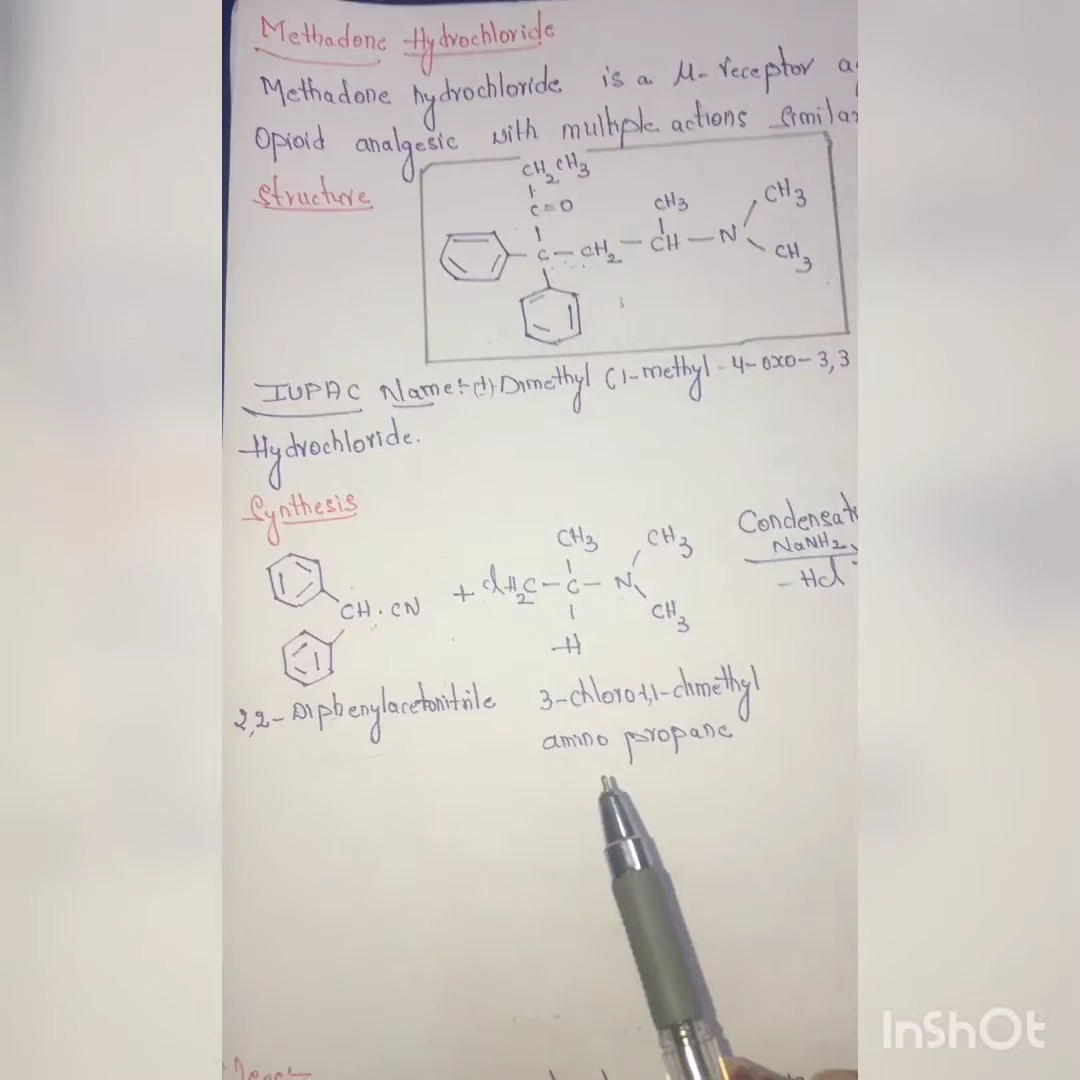 Methadone Hydrochloride
Methadone hydrochloride is a μ-receptor a
Opioid analgesic with multiple actions similar
Structure
CH2CH3
C=O
CH3
CH3
C-CH2-CH-N
CH3
IUPAC Name:-(±)-Dimethyl (1-methyl-4-oxo-3,3
Hydrochloride.
Synthesis
CH3
CH3
Condensat
NaNH2
CH.CN + ClH2C-C-N
-Hcl
CH3
H
2,2-Diphenylacetonitrile
3-chloro-1,1-dimethyl
amino propane
InShOt